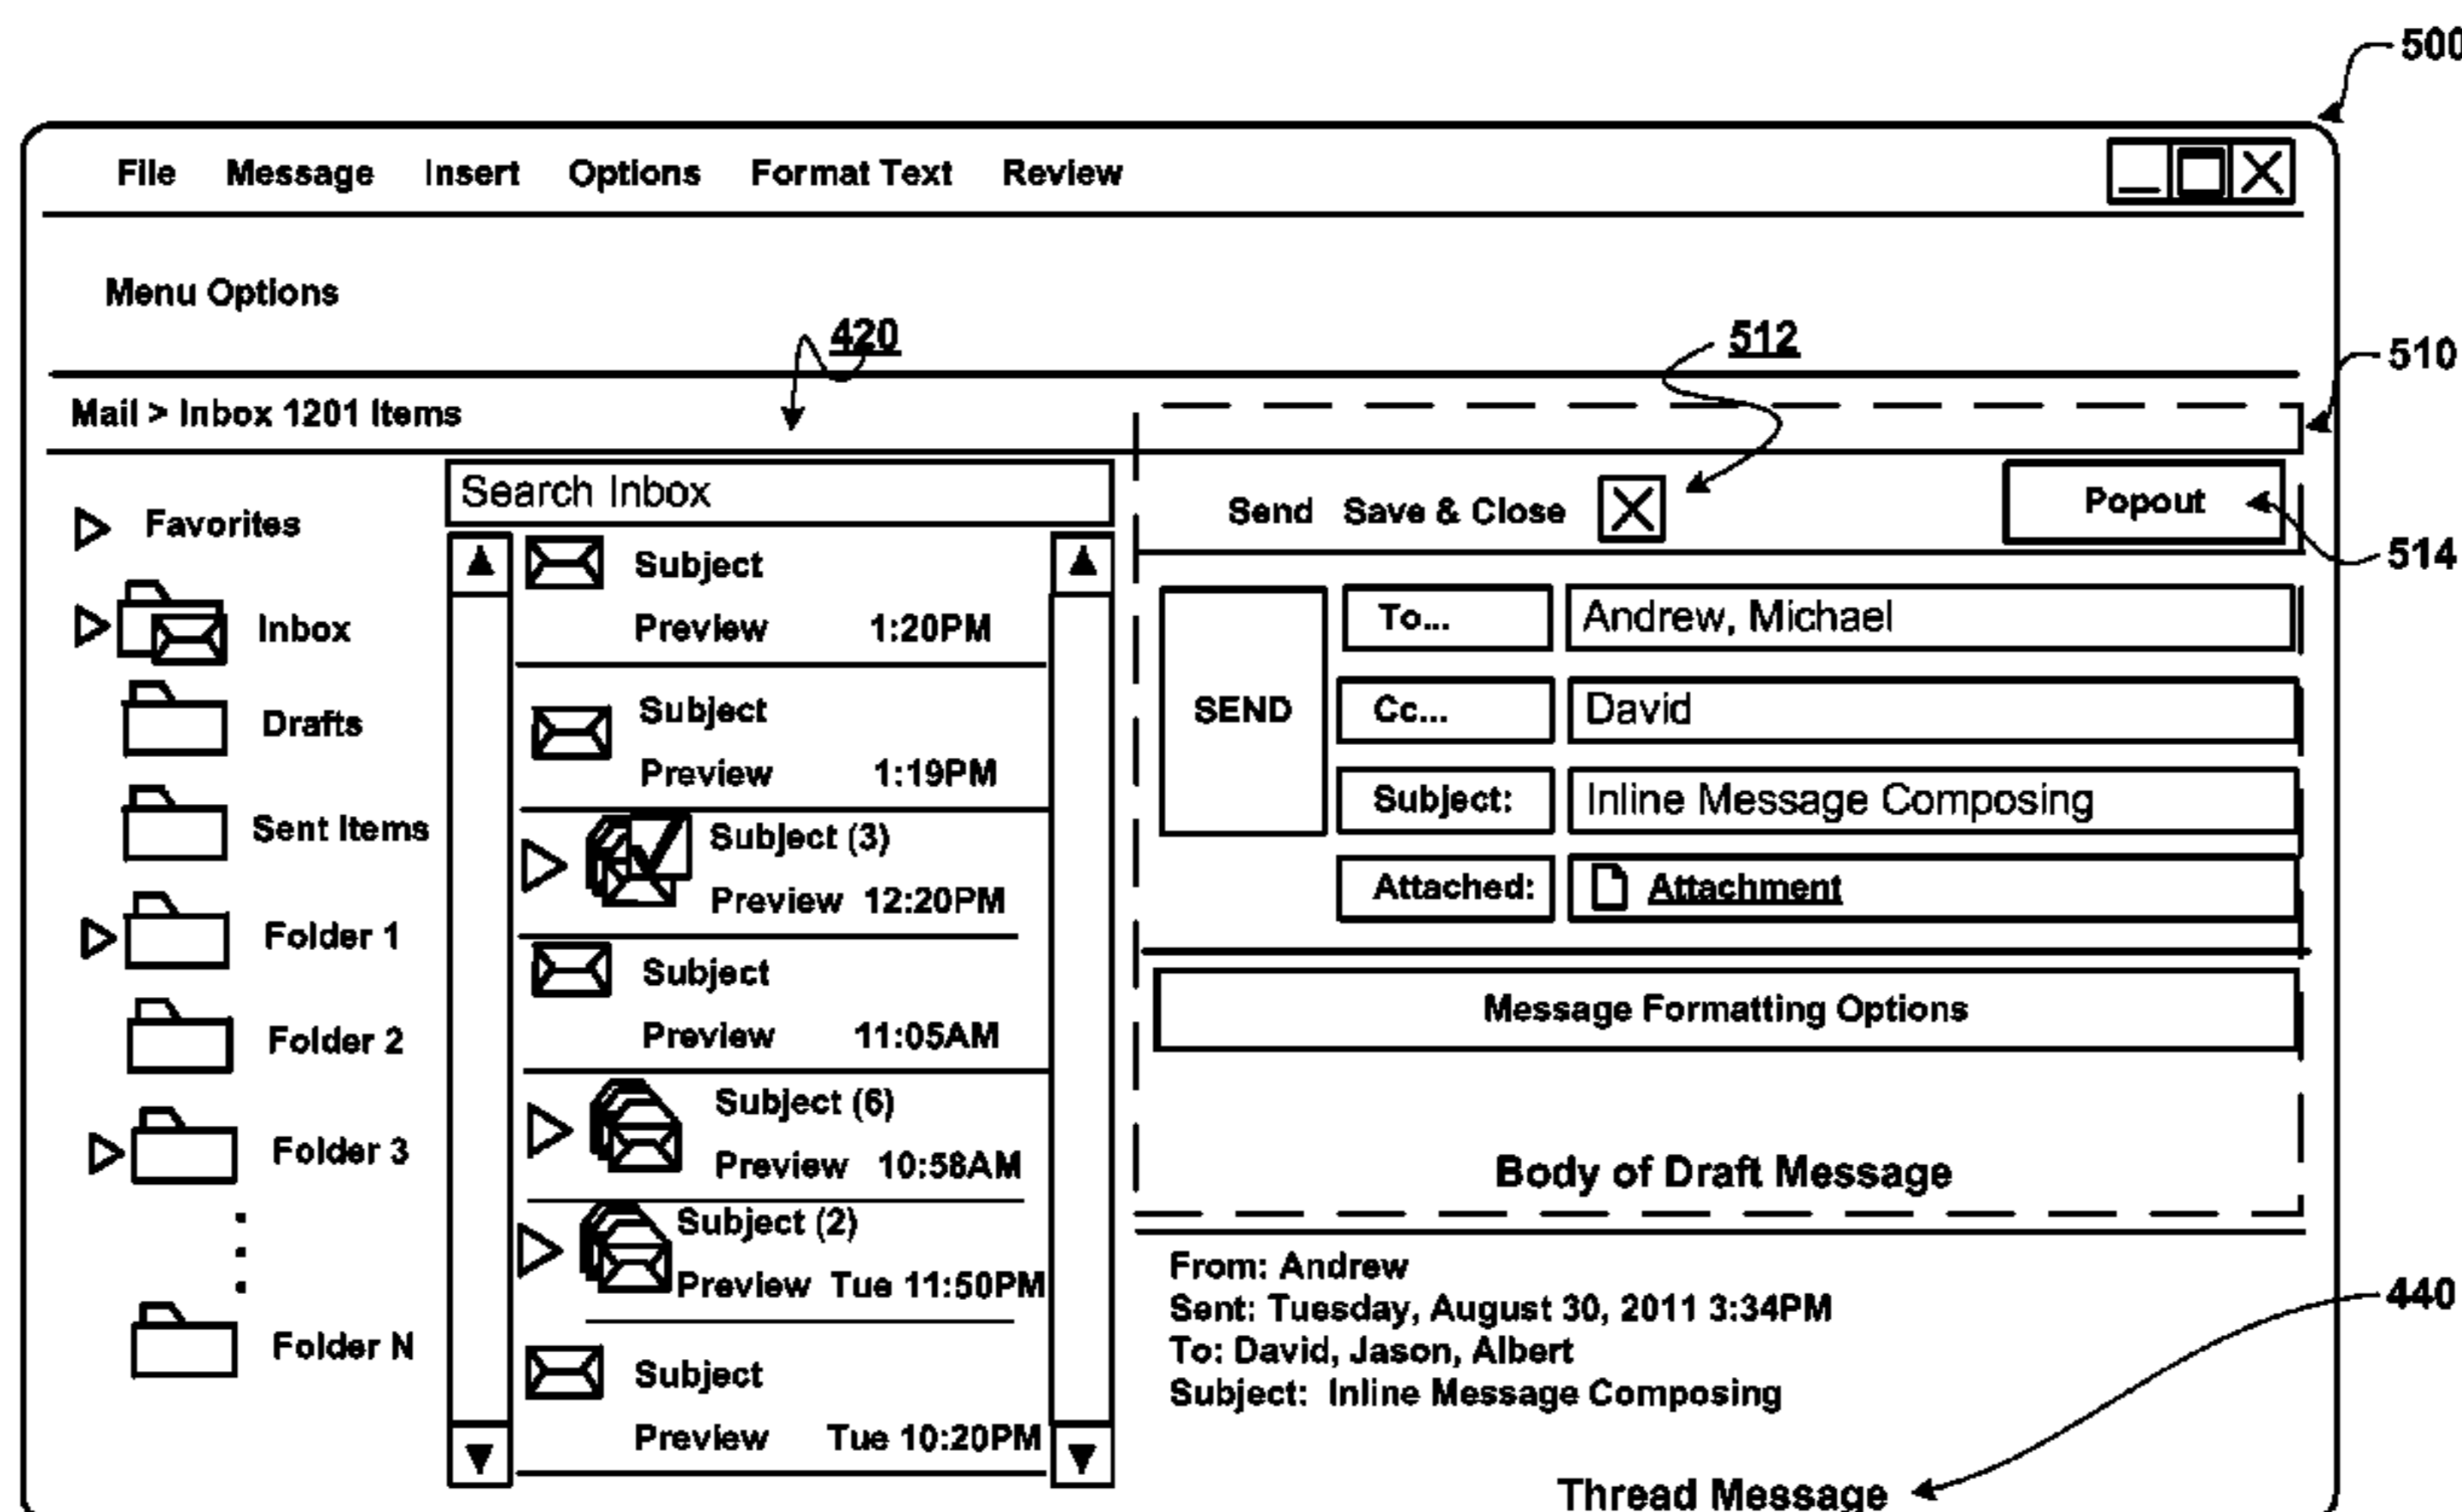 500
File Message Insert Options Format Text Review
Menu Options
420
512
510
Mail > Inbox 1201 Items
Favorites
Inbox
Drafts
Sent Items
Folder 1
Folder 2
Folder 3
Folder N
Search Inbox
Subject
Preview 1:20PM
Subject
Preview 1:19PM
Subject (3)
Preview 12:20PM
Subject
Preview 11:05AM
Subject (6)
Preview 10:58AM
Subject (2)
Preview Tue 11:50PM
Subject
Preview Tue 10:20PM
Send Save & Close
Popout
514
SEND
To... Andrew, Michael
Cc... David
Subject: Inline Message Composing
Attached: Attachment
Message Formatting Options
Body of Draft Message
From: Andrew
Sent: Tuesday, August 30, 2011 3:34PM
To: David, Jason, Albert
Subject: Inline Message Composing
440
Thread Message